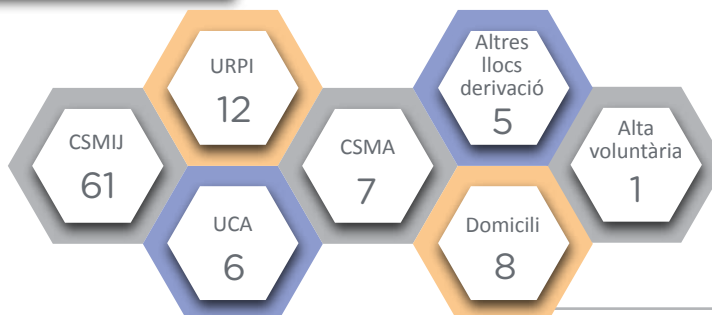 CSMIJ
61
URPI
12
UCA
6
CSMA
7
Altres
llocs
derivació
5
Domicili
8
Alta
voluntària
1